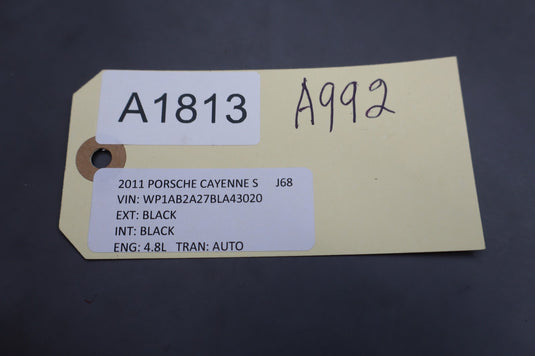 A1813 A992
2011 PORSCHE CAYENNE S J68
VIN: WP1AB2A27BLA43020
EXT: BLACK
INT: BLACK
ENG: 4.8L TRAN: AUTO